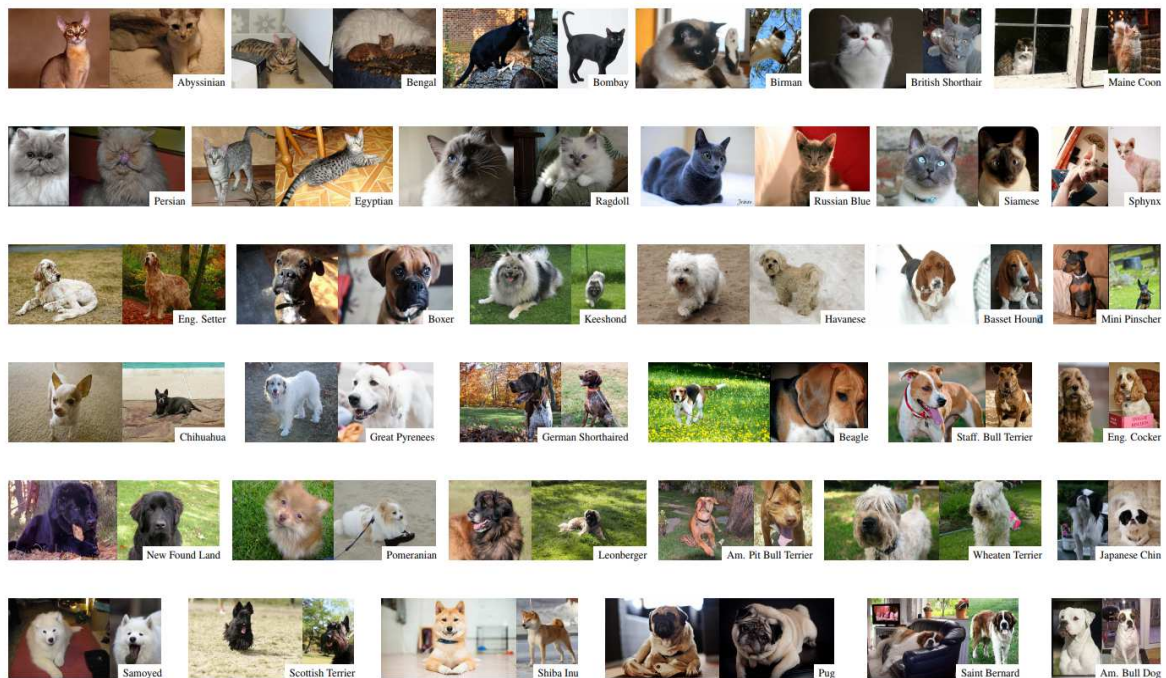 Abyssinian
Bengal
Bombay
Birman
British Shorthair
Maine Coon
Persian
Egyptian
Ragdoll
Russian Blue
Siamese
Sphynx
Eng. Setter
Boxer
Keeshond
Havanese
Basset Hound
Mini Pinscher
Chihuahua
Great Pyrenees
German Shorthaired
Beagle
Staff. Bull Terrier
Eng. Cocker
New Found Land
Pomeranian
Leonberger
Am. Pit Bull Terrier
Wheaten Terrier
Japanese Chin
Samoyed
Scottish Terrier
Shiba Inu
Pug
Saint Bernard
Am. Bull Dog